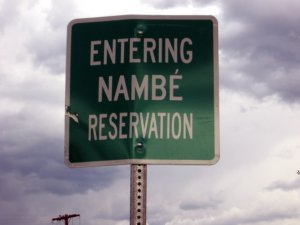 ENTERING
NAMBÉ
RESERVATION